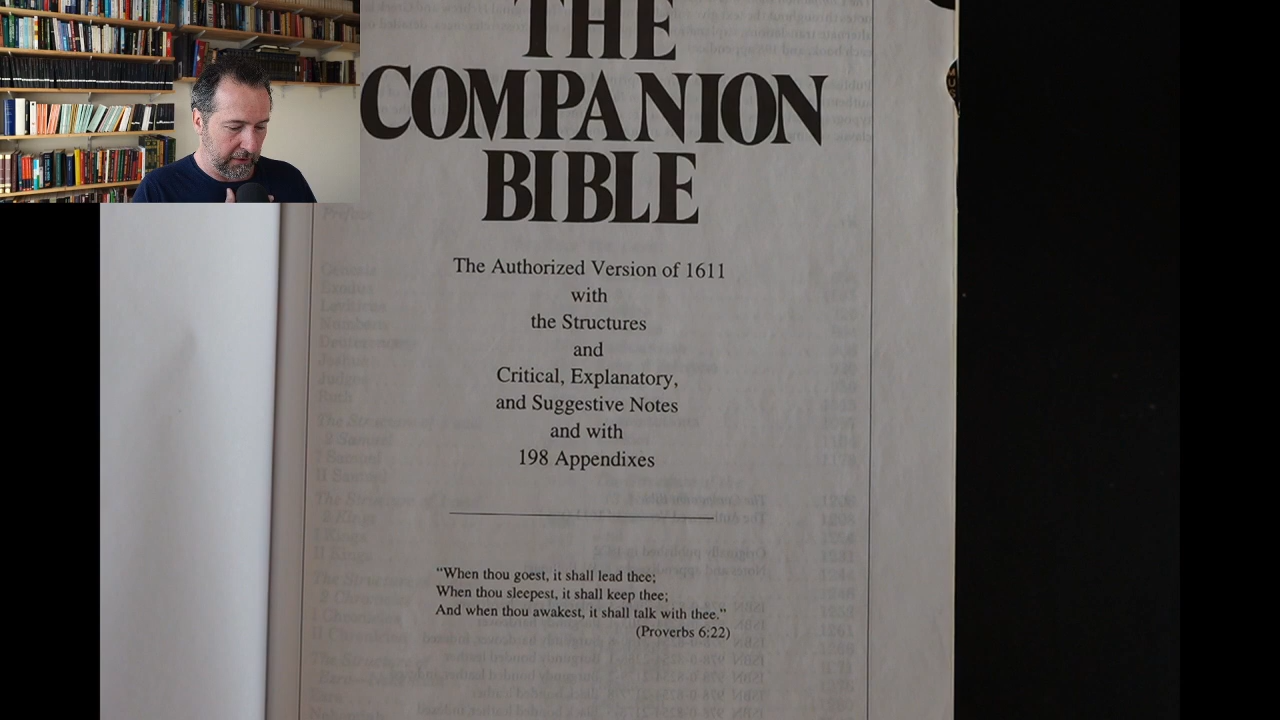 THE
COMPANION
BIBLE
The Authorized Version of 1611
with
the Structures
and
Critical, Explanatory,
and Suggestive Notes
and with
198 Appendixes
“When thou goest, it shall lead thee;
When thou sleepest, it shall keep thee;
And when thou awakest, it shall talk with thee.”
(Proverbs 6:22)